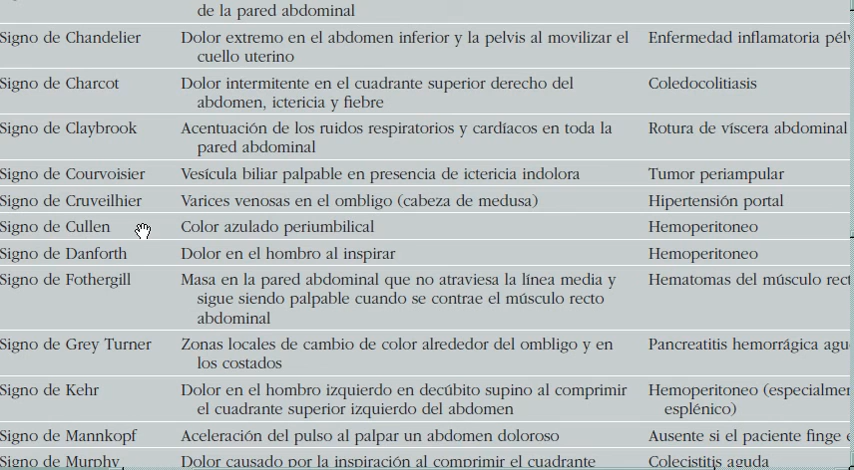 de la pared abdominal
Signo de Chandelier Dolor extremo en el abdomen inferior y la pelvis al movilizar el Enfermedad inflamatoria
cuello uterino
Signo de Charcot Dolor intermitente en el cuadrante superior derecho del Coledocolitiasis
abdomen, ictericia y fiebre
Signo de Claybrook Acentuación de los ruidos respiratorios y cardíacos en toda la Rotura de víscera abdominal
pared abdominal
Signo de Courvoisier Vesícula biliar palpable en presencia de ictericia indolora Tumor periampular
Signo de Cruveilhier Varices venosas en el ombligo (cabeza de medusa) Hipertensión portal
Signo de Cullen Color azulado periumbilical Hemoperitoneo
Signo de Danforth Dolor en el hombro al inspirar Hemoperitoneo
Signo de Fothergill Masa en la pared abdominal que no atraviesa la línea media y Hematomas del músculo
sigue siendo palpable cuando se contrae el músculo recto
abdominal
Signo de Grey Turner Zonas locales de cambio de color alrededor del ombligo y en Pancreatitis hemorrágica
los costados
Signo de Kehr Dolor en el hombro izquierdo en decúbito supino al comprimir Hemoperitoneo
el cuadrante superior izquierdo del abdomen esplénico)
Signo de Mannkopf Aceleración del pulso al palpar un abdomen doloroso Ausente si el paciente finge
Signo de Murphy Dolor causado por la inspiración al comprimir el cuadrante Colecistitis aguda